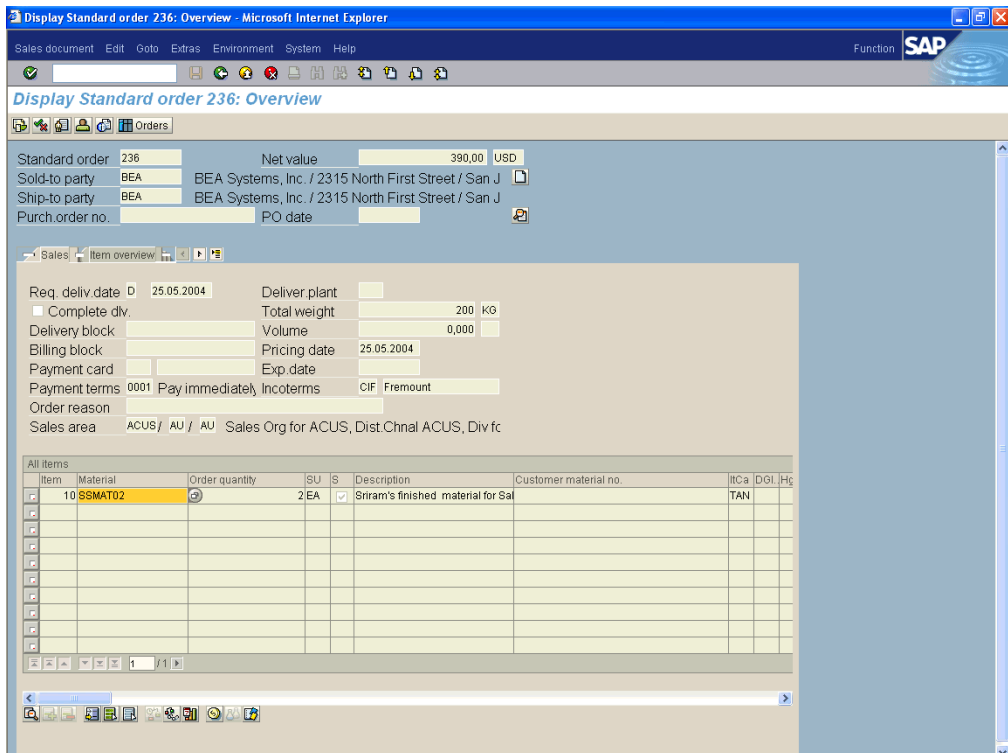 Display Standard order 236: Overview - Microsoft Internet Explorer
Sales document Edit Goto Extras Environment System Help Function SAP
Display Standard order 236: Overview
Orders
Standard order 236 Net value 390,00 USD
Sold-to party BEA BEA Systems, Inc. / 2315 North First Street / San J
Ship-to party BEA BEA Systems, Inc. / 2315 North First Street / San J
Purch.order no. PO date
Sales Item overview
Req. deliv.date D 25.05.2004 Deliver.plant
Complete dlv. Total weight 200 KG
Delivery block Volume 0,000
Billing block Pricing date 25.05.2004
Payment card Exp.date
Payment terms 0001 Pay immediately Incoterms CIF Fremount
Order reason
Sales area ACUS / AU / AU Sales Org for ACUS, Dist.Chnal ACUS, Div fc
All items
Item Material Order quantity SU S Description Customer material no. ItCa DGI. Hg
10 SSMAT02 2 EA Sriram's finished material for Sal TAN
1 / 1